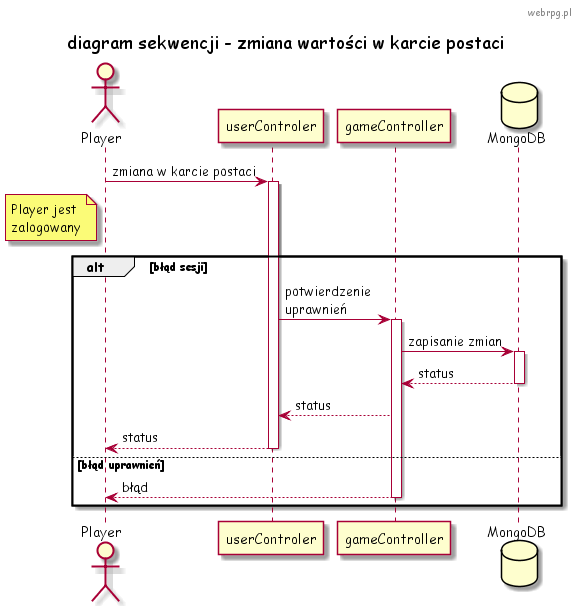 webrpg.pl
diagram sekwencji - zmiana wartości w karcie postaci
Player
userControler
gameController
MongoDB
zmiana w karcie postaci
Player jest
zalogowany
alt
[błąd sesji]
potwierdzenie
uprawnień
zapisanie zmian
status
status
status
[błąd uprawnień]
błąd
Player
userControler
gameController
MongoDB